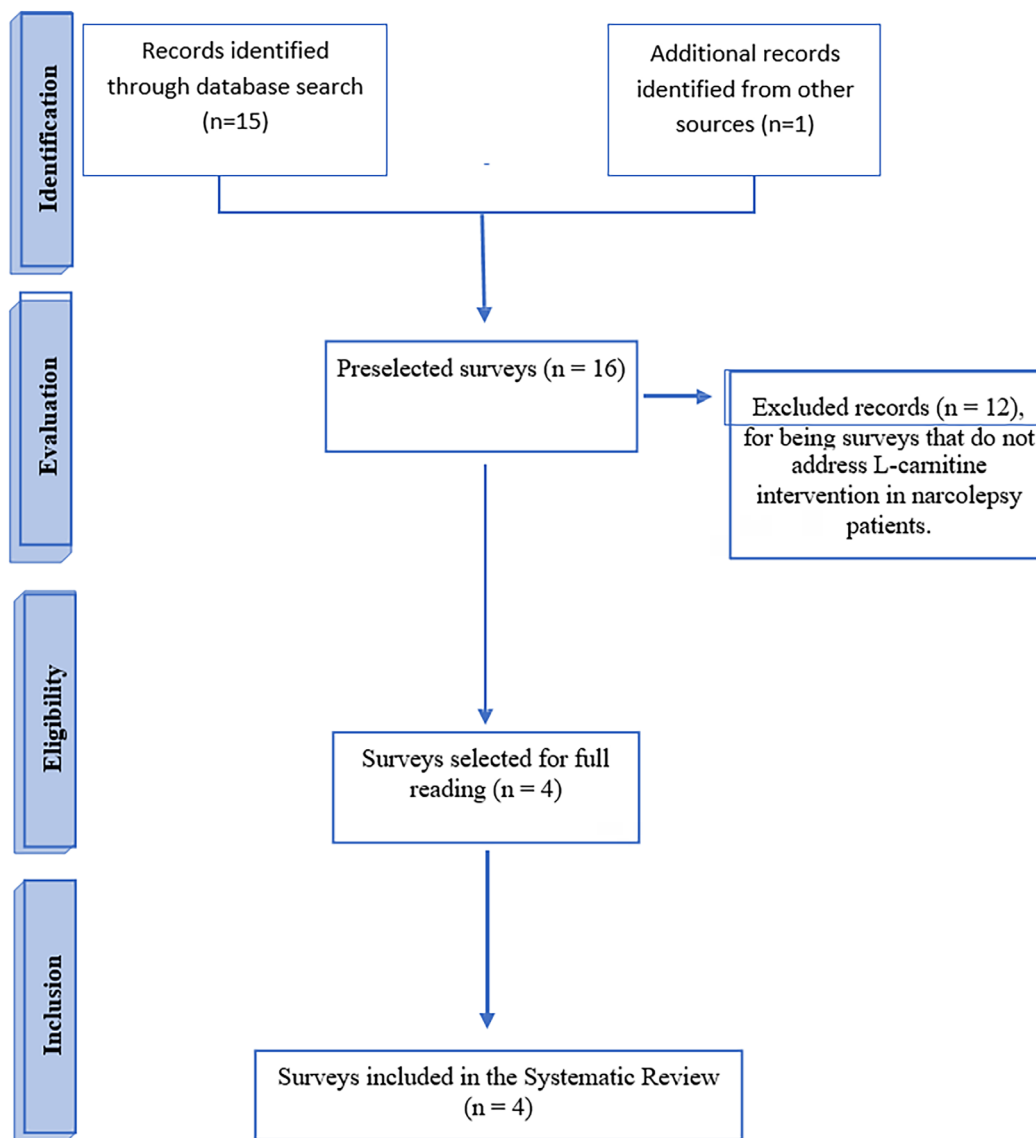 Identification
Records identified
through database search
(n=15)
Additional records
identified from other
sources (n=1)
Evaluation
Preselected surveys (n = 16)
Excluded records (n = 12),
for being surveys that do not
address L-carnitine
intervention in narcolepsy
patients.
Eligibility
Surveys selected for full
reading (n = 4)
Inclusion
Surveys included in the Systematic Review
(n = 4)